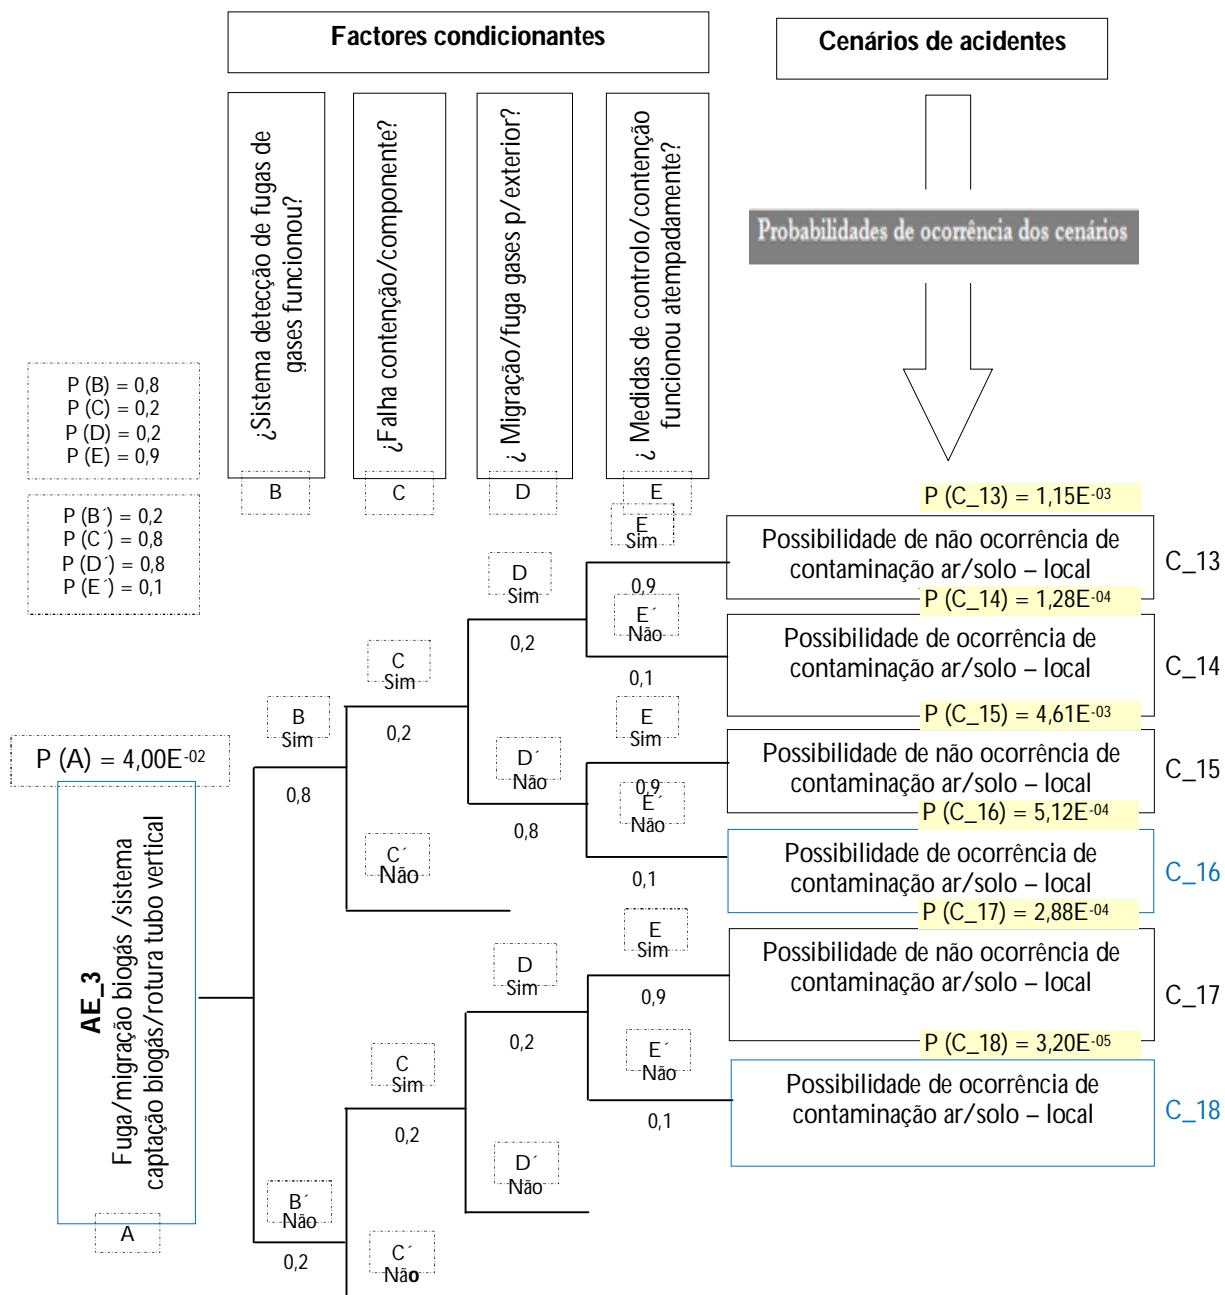 Factores condicionantes
Cenários de acidentes
¿Sistema detecção de fugas de
gases funcionou?
¿Falha contenção/componente?
¿ Migração/fuga gases p/exterior?
¿ Medidas de controlo/contenção
funcionou atempadamente?
Probabilidades de ocorrência dos cenários
P (B) = 0,8
P (C) = 0,2
P (D) = 0,2
P (E) = 0,9
P (B´) = 0,2
P (C´) = 0,8
P (D´) = 0,8
P (E´) = 0,1
B
C
D
E
P (C_13) = 1,15E-03
E
Sim
0,9
Possibilidade de não ocorrência de
contaminação ar/solo – local
C_13
D
Sim
0,2
P (C_14) = 1,28E-04
E´
Não
0,1
Possibilidade de ocorrência de
contaminação ar/solo – local
C_14
C
Sim
0,2
P (C_15) = 4,61E-03
E
Sim
0,9
Possibilidade de não ocorrência de
contaminação ar/solo – local
C_15
B
Sim
0,8
D´
Não
0,8
P (C_16) = 5,12E-04
E´
Não
0,1
Possibilidade de ocorrência de
contaminação ar/solo – local
C_16
C´
Não
P (A) = 4,00E-02
AE_3
Fuga/migração biogás /sistema
captação biogás/rotura tubo vertical
A
P (C_17) = 2,88E-04
E
Sim
0,9
Possibilidade de não ocorrência de
contaminação ar/solo – local
C_17
D
Sim
0,2
P (C_18) = 3,20E-05
E´
Não
0,1
Possibilidade de ocorrência de
contaminação ar/solo – local
C_18
C
Sim
0,2
D´
Não
B´
Não
0,2
C´
Não